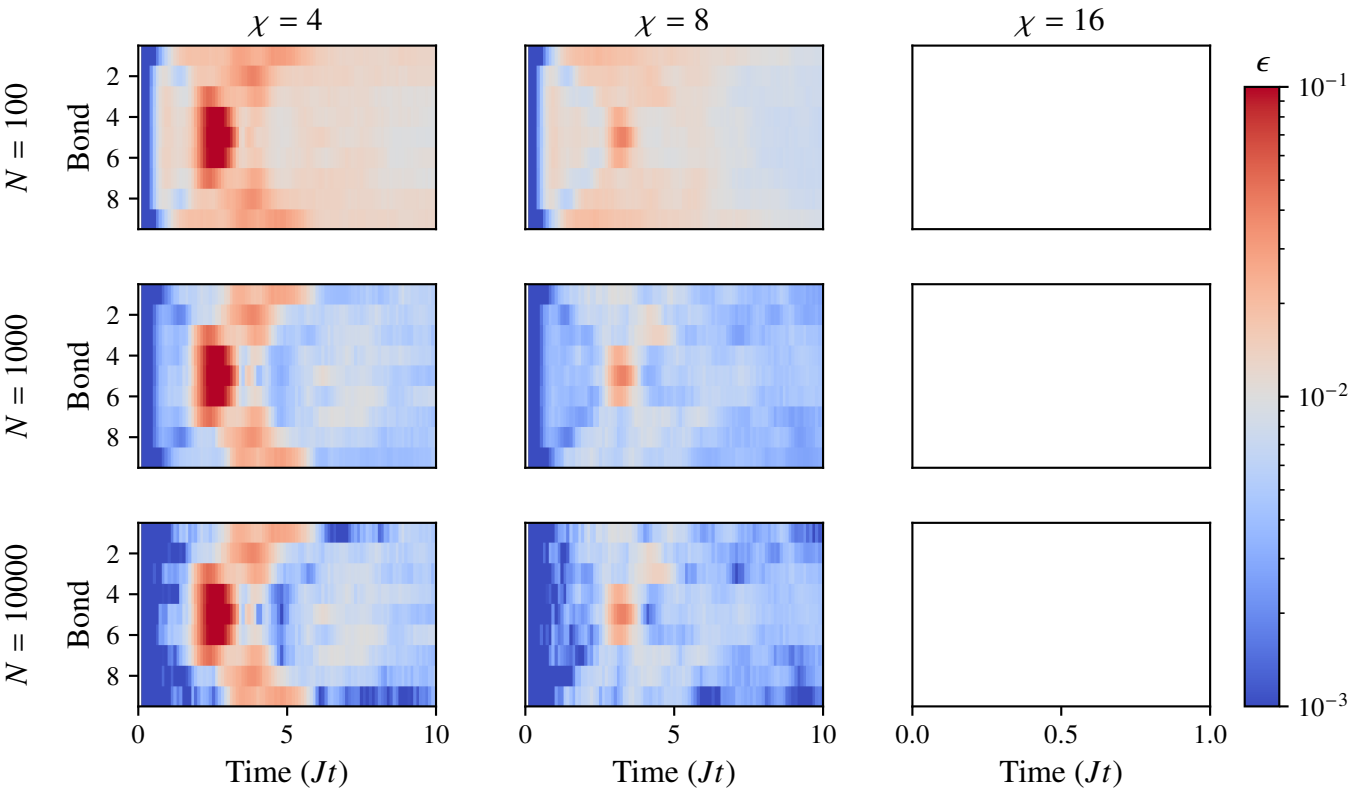 χ = 4
χ = 8
χ = 16
ϵ
N = 100
Bond
2
4
6
8
10⁻¹
N = 1000
Bond
2
4
6
8
10⁻²
N = 10000
Bond
2
4
6
8
10⁻³
0 5 10
0 5 10
0.0 0.5 1.0
Time (Jt)
Time (Jt)
Time (Jt)